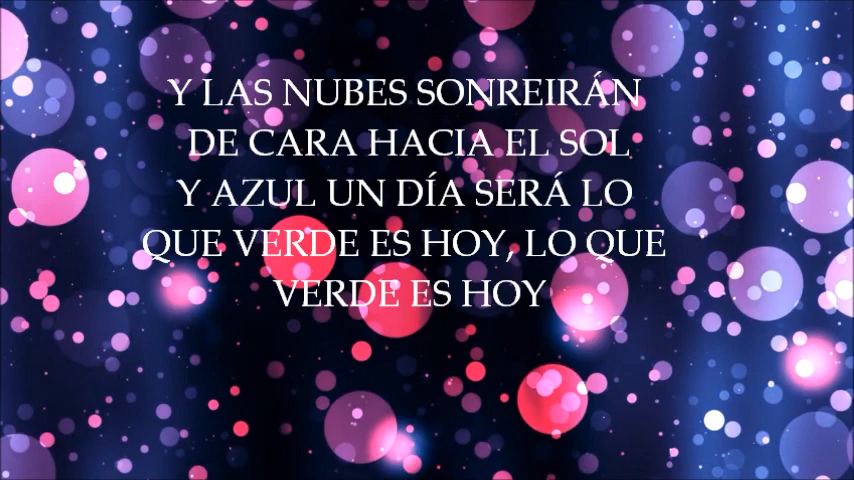 Y LAS NUBES SONREIRÁN
DE CARA HACIA EL SOL
Y AZUL UN DÍA SERÁ LO
QUE VERDE ES HOY, LO QUE
VERDE ES HOY